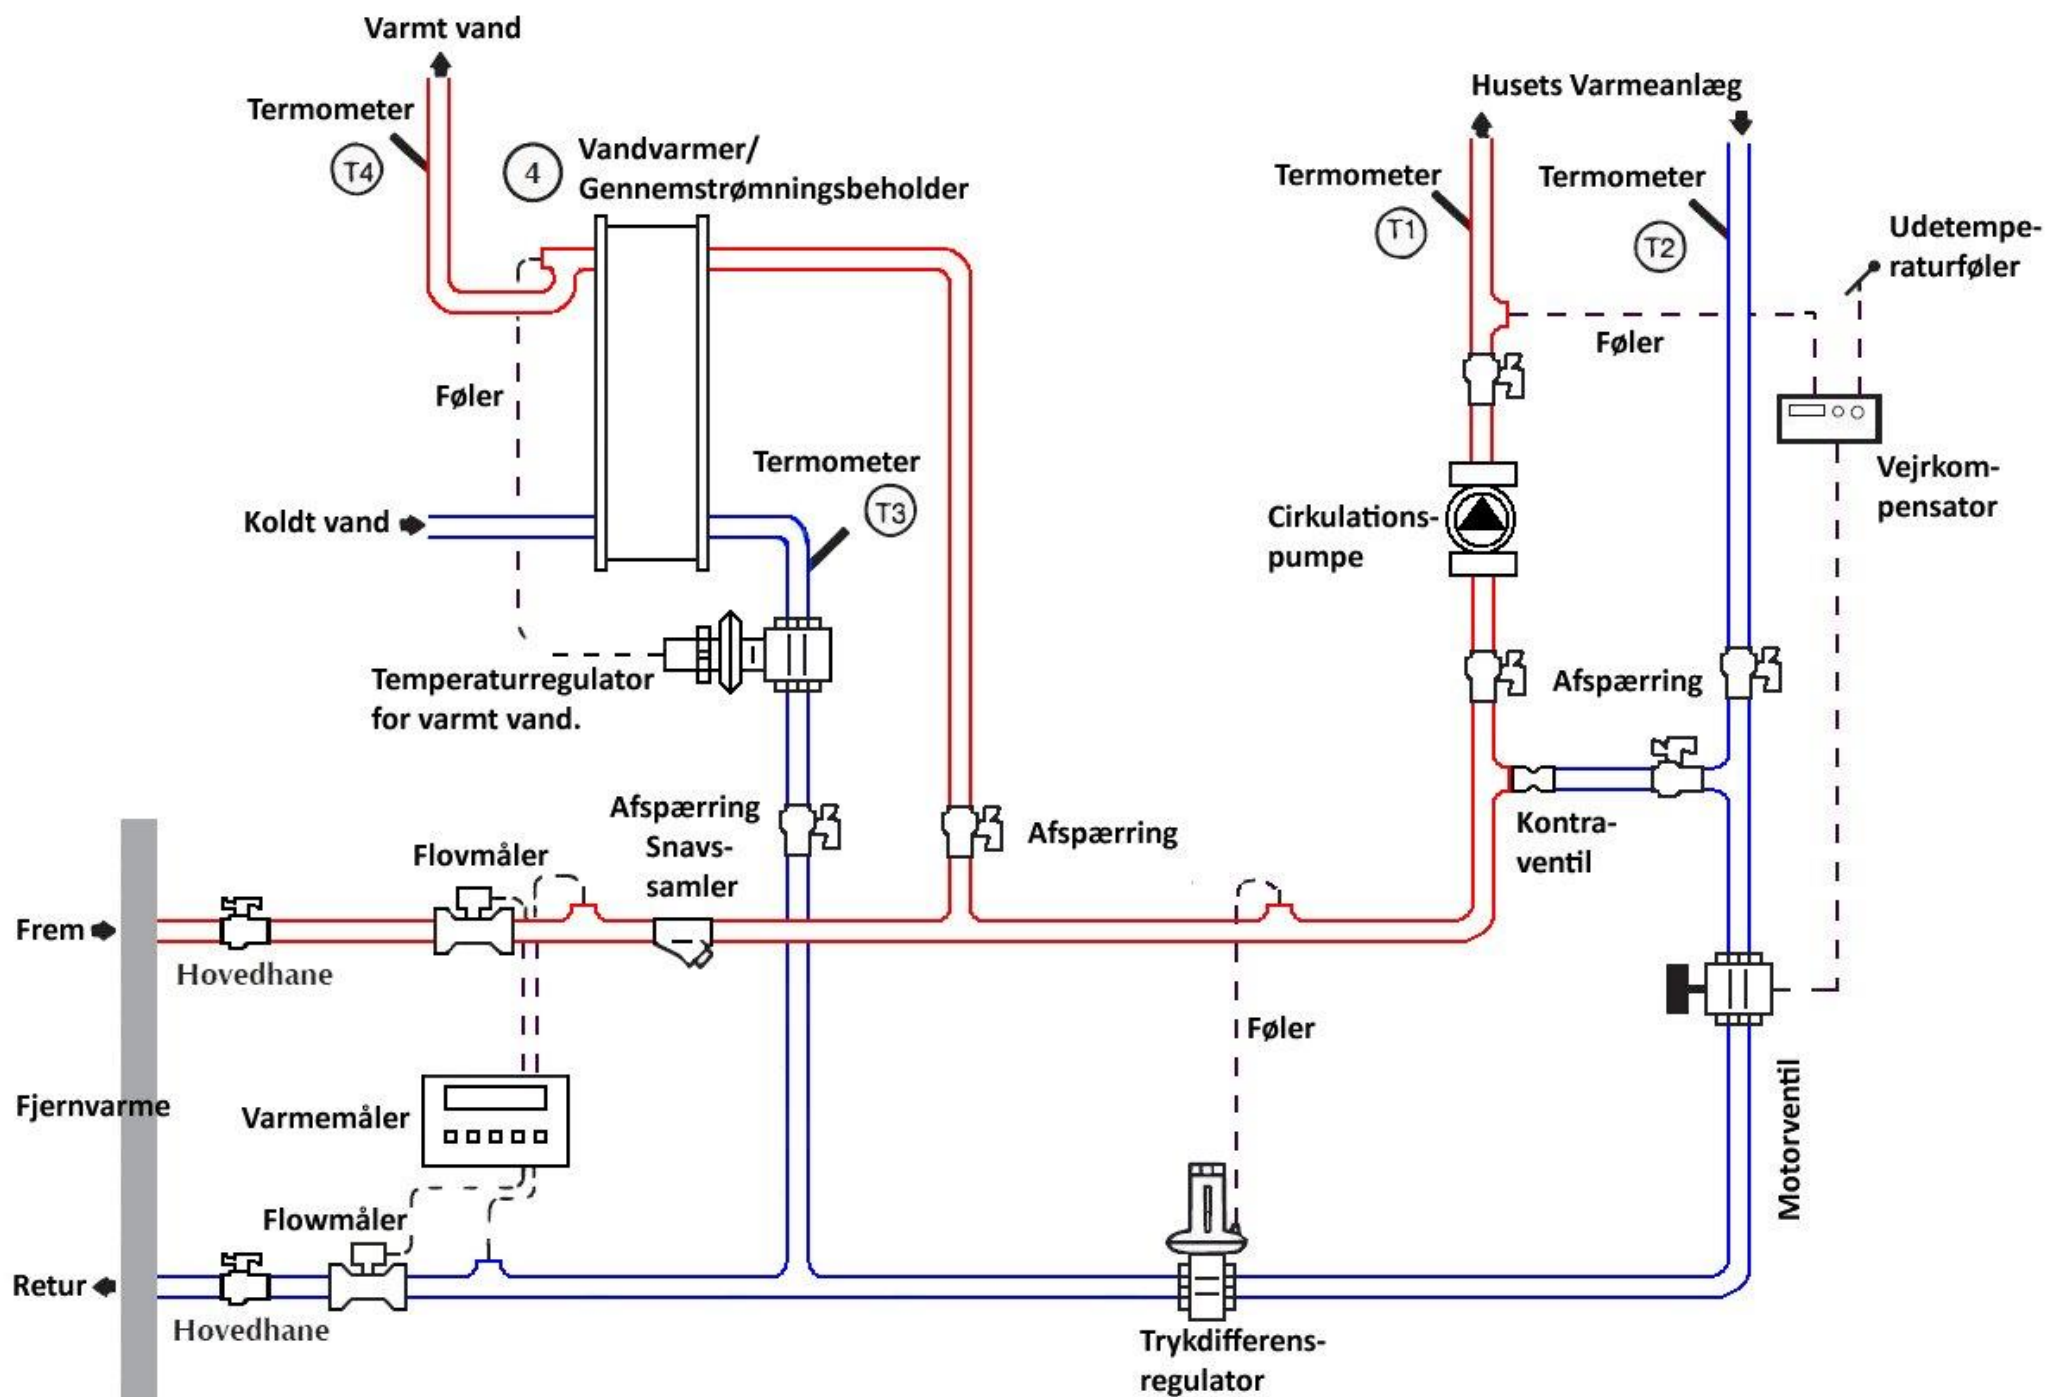 Varmt vand
Termometer
T4
4
Vandvarmer/
Gennemstrømningsbeholder
Føler
Koldt vand
Termometer
T3
Temperaturregulator
for varmt vand.
Husets Varmeanlæg
Termometer
T1
Termometer
T2
Udetempe-
raturføler
Føler
Vejrkom-
pensator
Cirkulations-
pumpe
Afspærring
Kontra-
ventil
Afspærring
Snavs-
samler
Afspærring
Flovmåler
Frem
Hovedhane
Føler
Fjernvarme
Varmemåler
Motorventil
Flowmåler
Retur
Hovedhane
Trykdifferens-
regulator